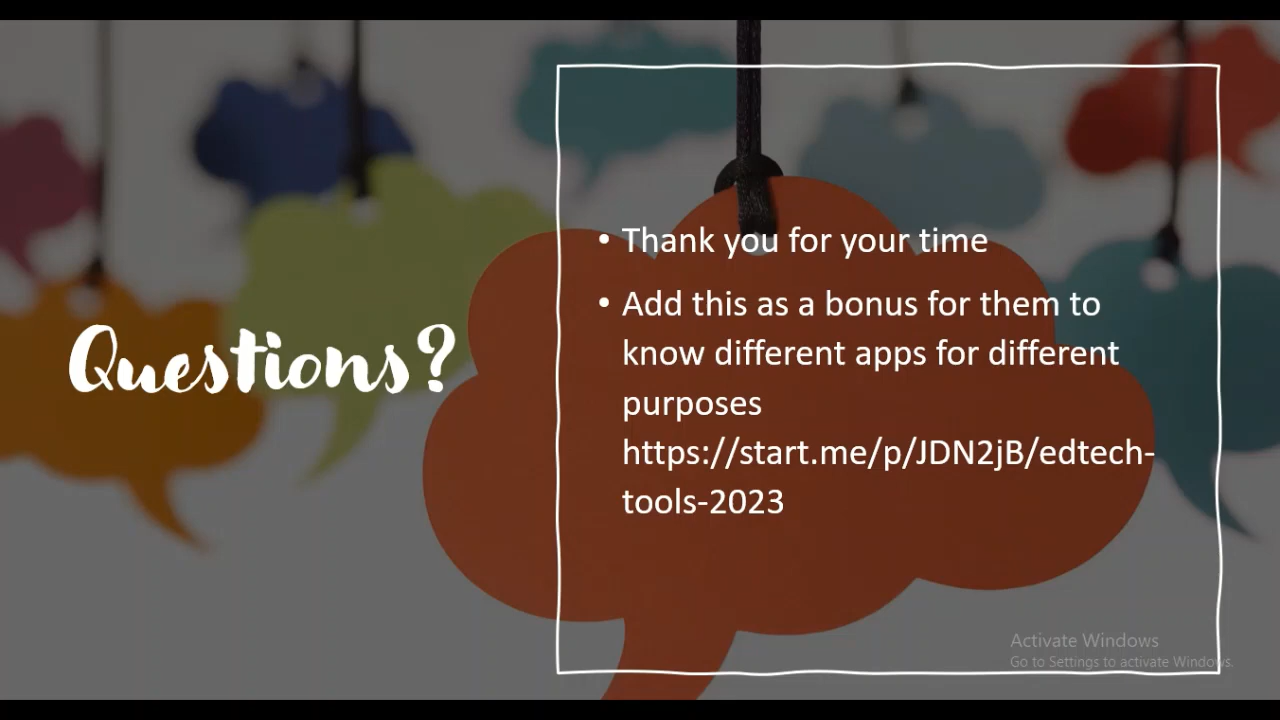 Questions?
• Thank you for your time
• Add this as a bonus for them to
know different apps for different
purposes
https://start.me/p/JDN2jB/edtech-
tools-2023
Activate Windows
Go to Settings to activate Windows.